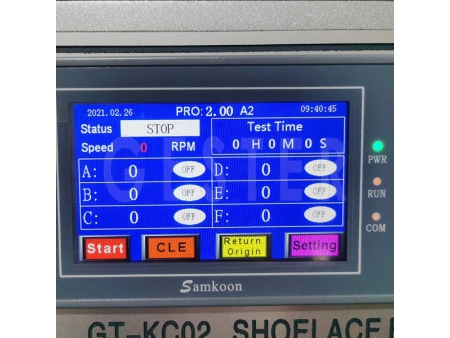 2021.02.26 PRO: 2.00 A2 09:40:45
Status STOP Test Time
Speed 0 RPM 0 H 0 M 0 S
A: 0 OFF D: 0 OFF
B: 0 OFF E: 0 OFF
C: 0 OFF F: 0 OFF
Start CLE Return Origin Setting
PWR
RUN
COM
GESTER
Samkoon
GT-KC02 SHOELACE